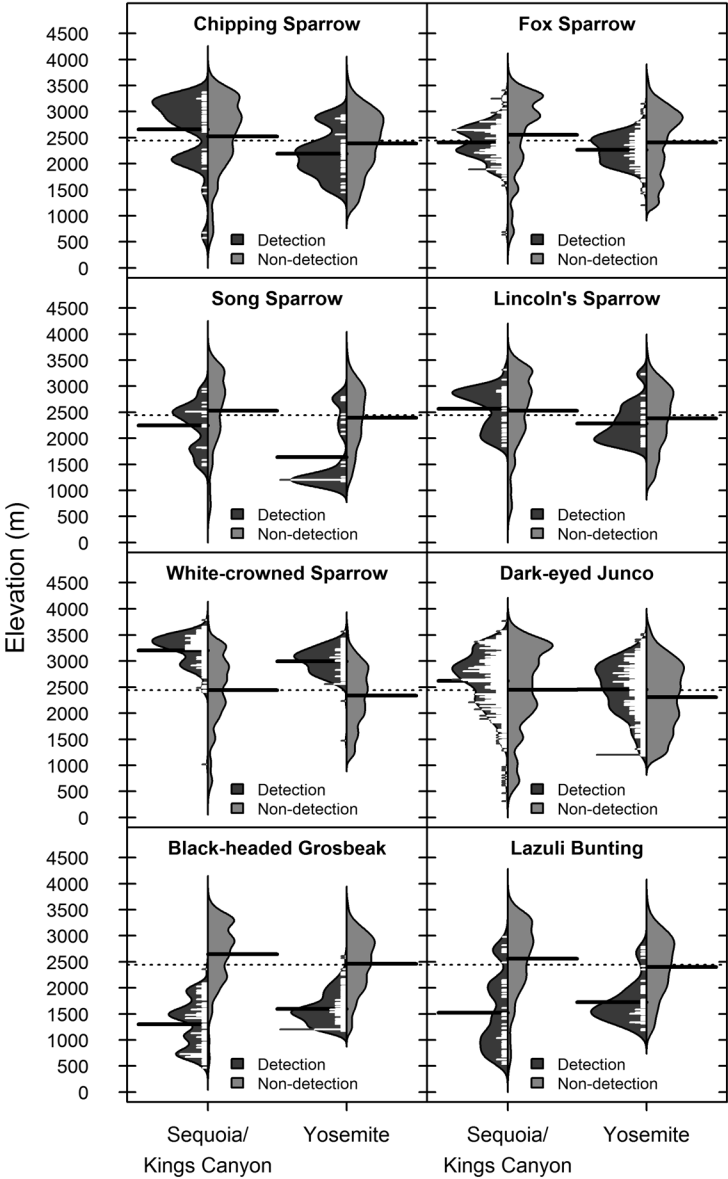 Elevation (m)
Chipping Sparrow
4500
4000
3500
3000
2500
2000
1500
1000
500
0
Detection
Non-detection
Fox Sparrow
Detection
Non-detection
Song Sparrow
4500
4000
3500
3000
2500
2000
1500
1000
500
0
Detection
Non-detection
Lincoln's Sparrow
Detection
Non-detection
White-crowned Sparrow
4500
4000
3500
3000
2500
2000
1500
1000
500
0
Detection
Non-detection
Dark-eyed Junco
Detection
Non-detection
Black-headed Grosbeak
4500
4000
3500
3000
2500
2000
1500
1000
500
0
Detection
Non-detection
Lazuli Bunting
Detection
Non-detection
Sequoia/
Kings Canyon
Yosemite
Sequoia/
Kings Canyon
Yosemite